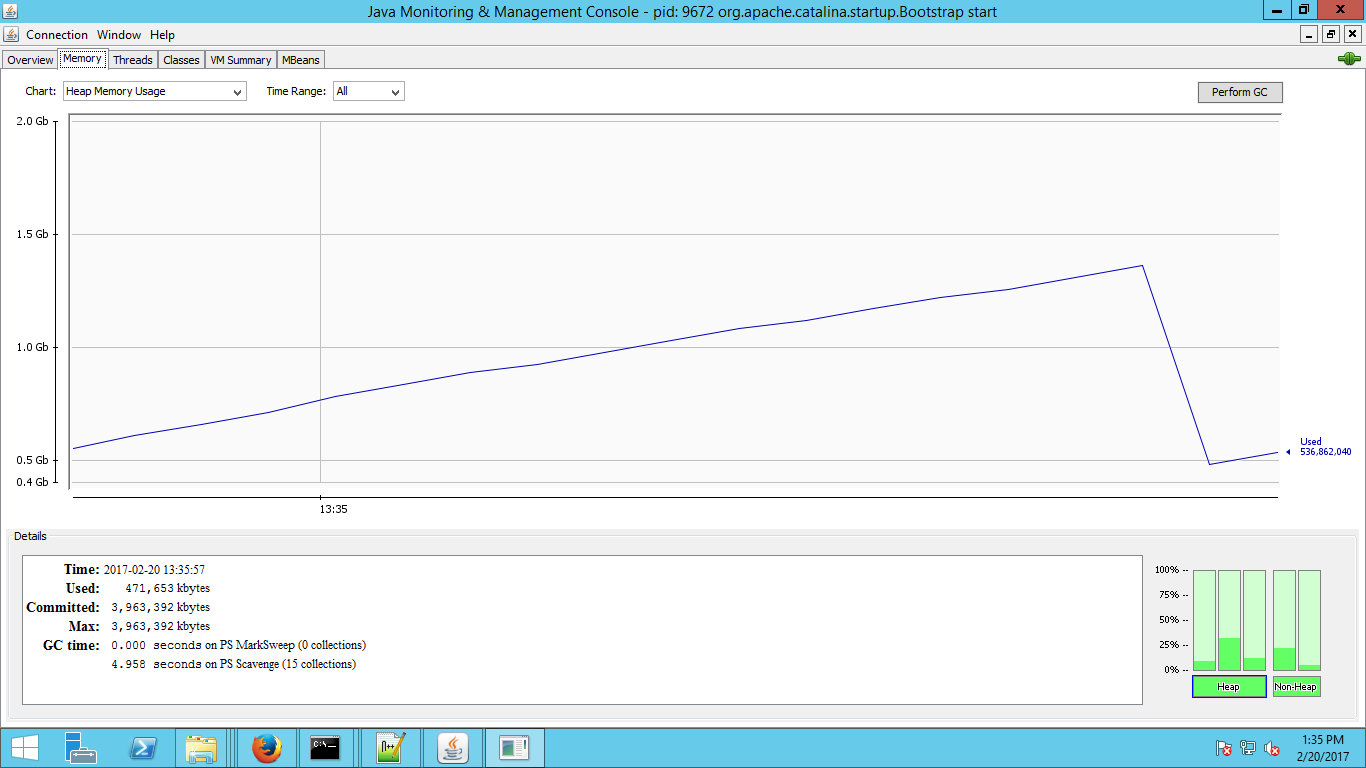 Java Monitoring & Management Console - pid: 9672 org.apache.catalina.startup.Bootstrap start
Connection Window Help
Overview Memory Threads Classes VM Summary MBeans
Chart: Heap Memory Usage Time Range: All Perform GC
2.0 Gb
1.5 Gb
1.0 Gb
0.5 Gb
0.4 Gb
Used
536,862,040
13:35
Details
Time: 2017-02-20 13:35:57
Used: 471,653 kbytes
Committed: 3,963,392 kbytes
Max: 3,963,392 kbytes
GC time: 0.000 seconds on PS MarkSweep (0 collections)
4.958 seconds on PS Scavenge (15 collections)
100% --
75% --
50% --
25% --
0% --
Heap Non-Heap
C:\_
N++
1:35 PM
2/20/2017